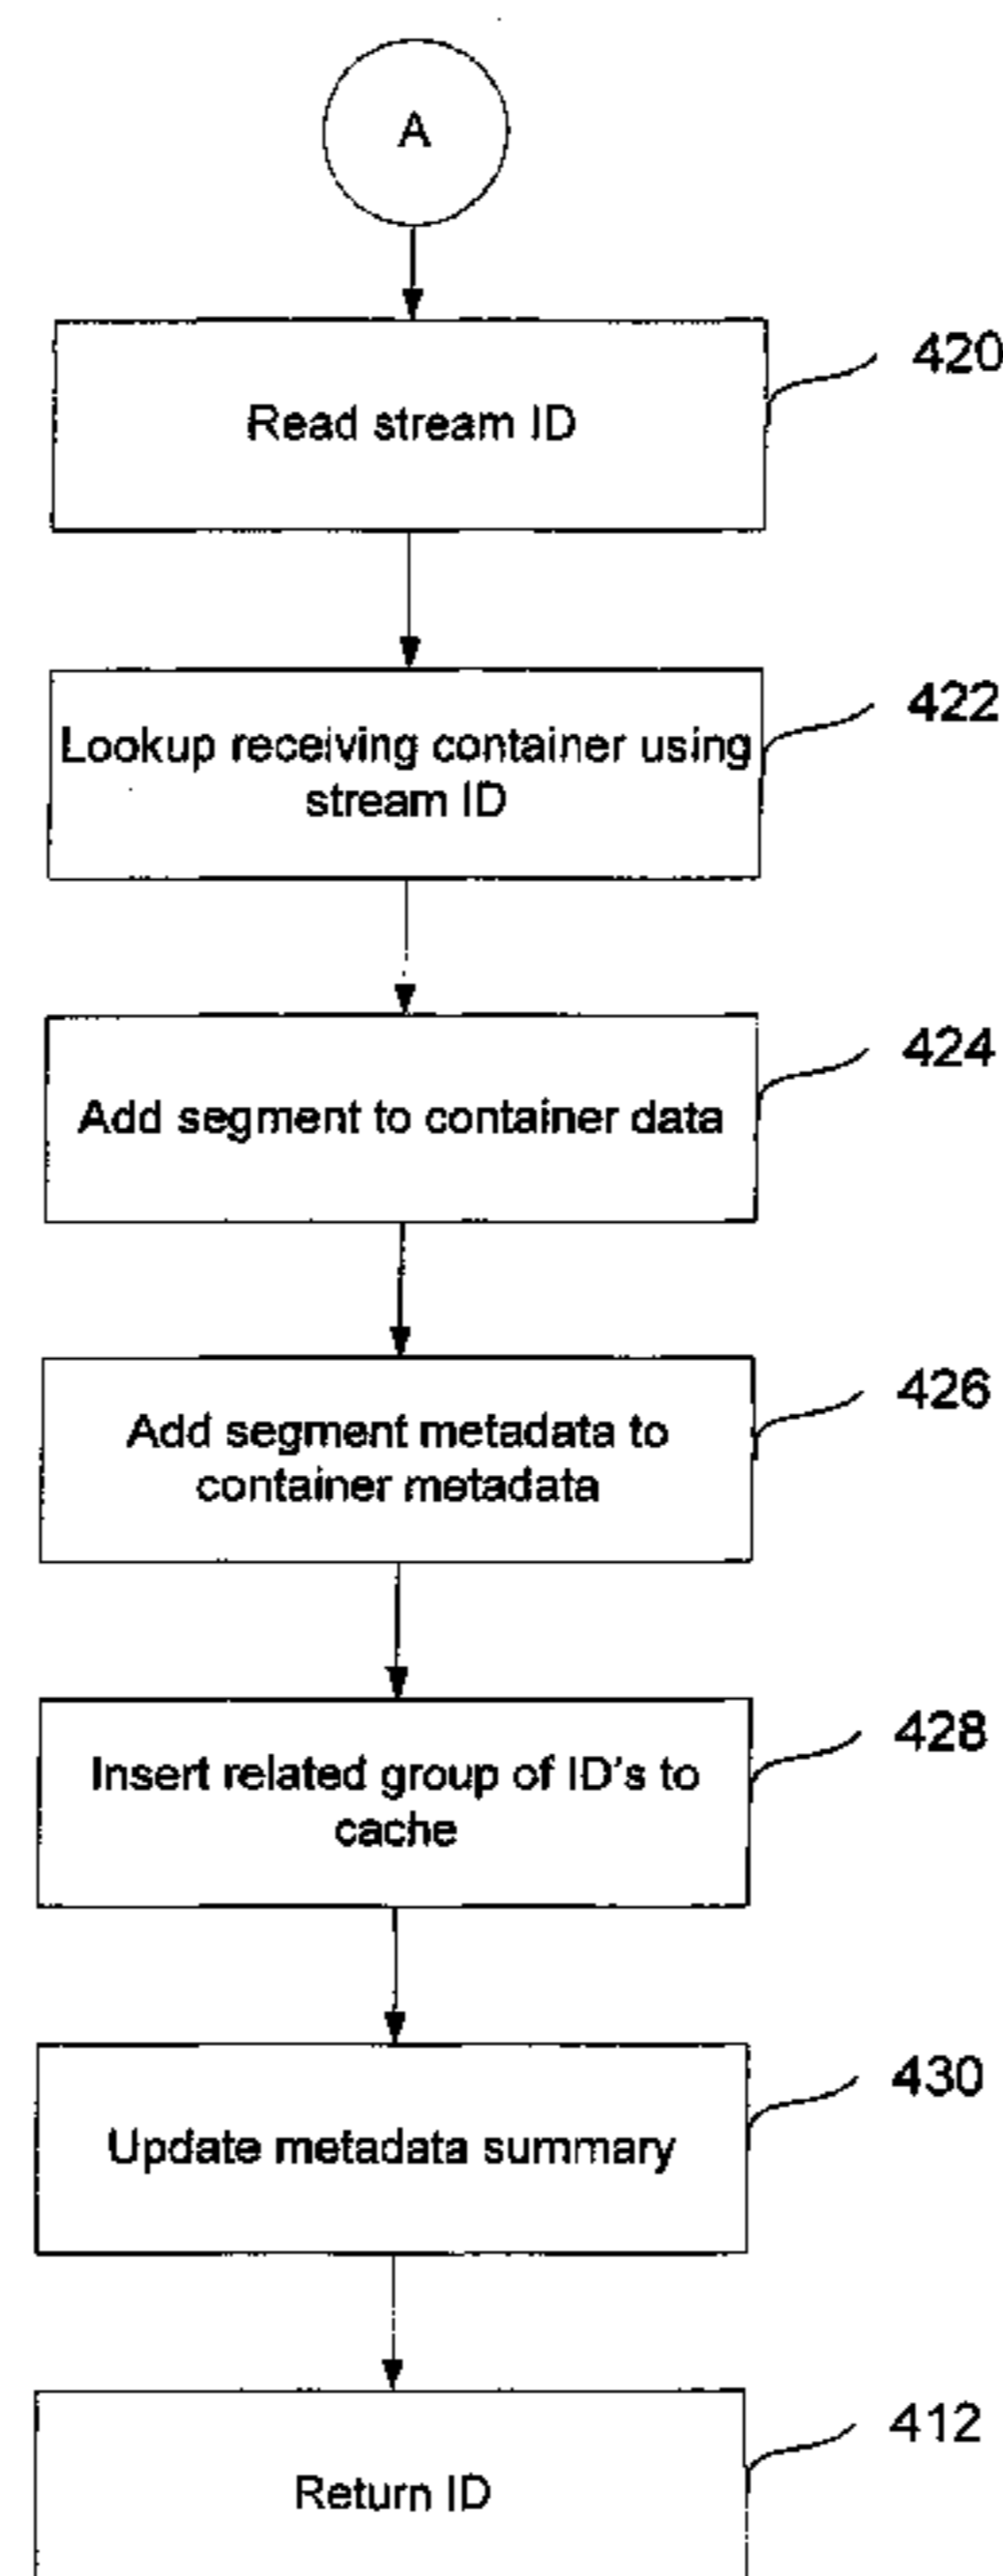 A
Read stream ID
420
Lookup receiving container using
stream ID
422
Add segment to container data
424
Add segment metadata to
container metadata
426
Insert related group of ID's to
cache
428
Update metadata summary
430
Return ID
412